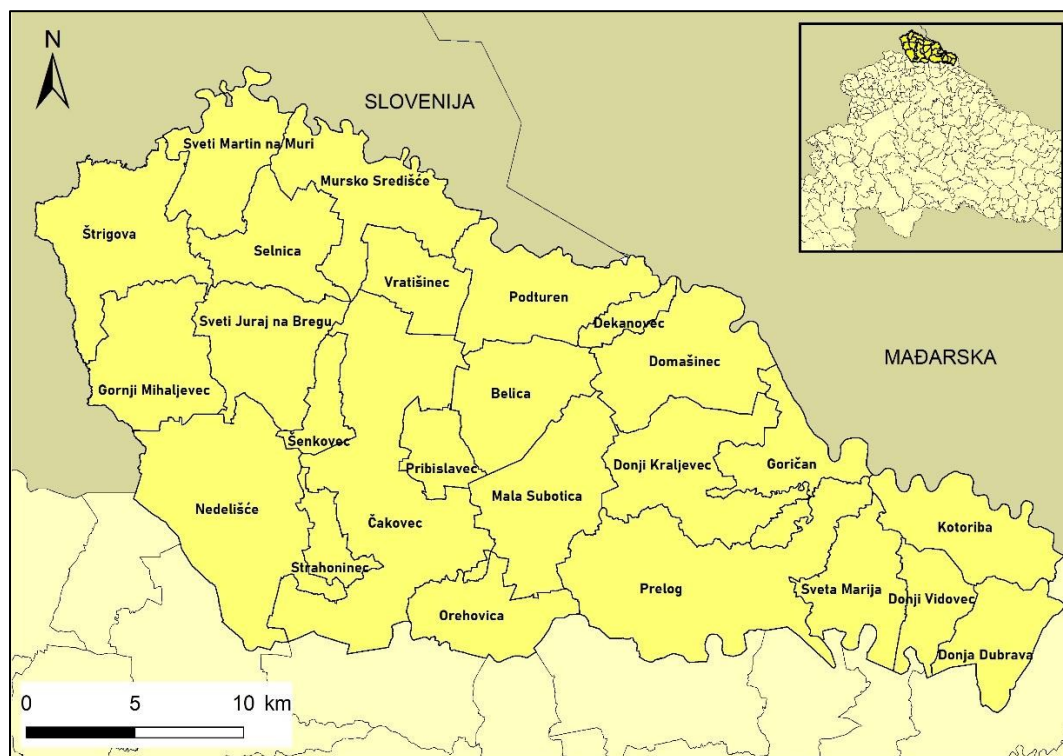 N
SLOVENIJA
Sveti Martin na Muri
Mursko Središće
Štrigova
Selnica
Vratišinec
Podturen
Sveti Juraj na Bregu
Dekanovec
Domašinec
MAĐARSKA
Gornji Mihaljevec
Belica
Šenkovec
Pribislavec
Donji Kraljevec
Goričan
Nedelišće
Mala Subotica
Čakovec
Kotoriba
Strahoninec
Prelog
Sveta Marija
Donji Vidovec
Orehovica
Donja Dubrava
0 5 10 km